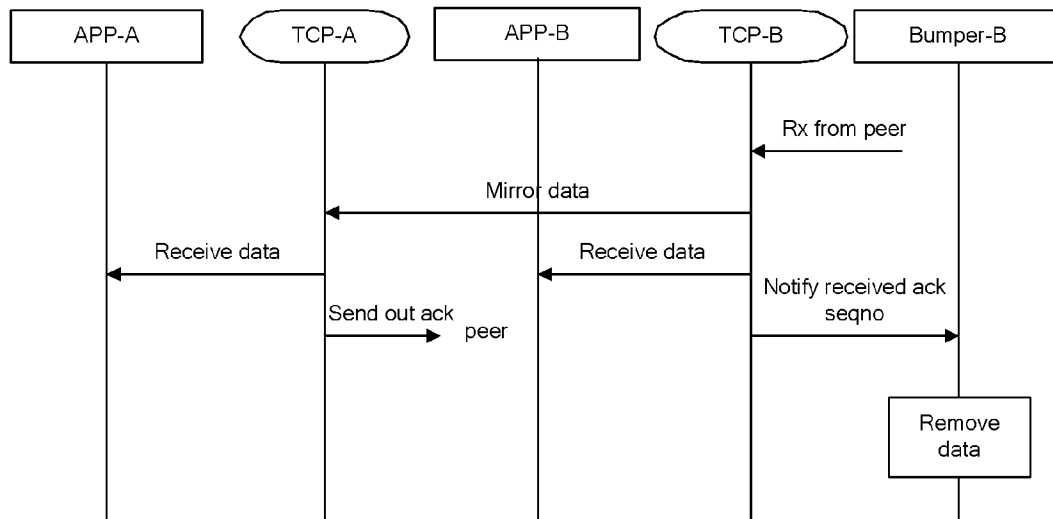 APP-A
TCP-A
APP-B
TCP-B
Bumper-B
Rx from peer
Mirror data
Receive data
Receive data
Notify received ack
seqno
Send out ack
peer
Remove
data